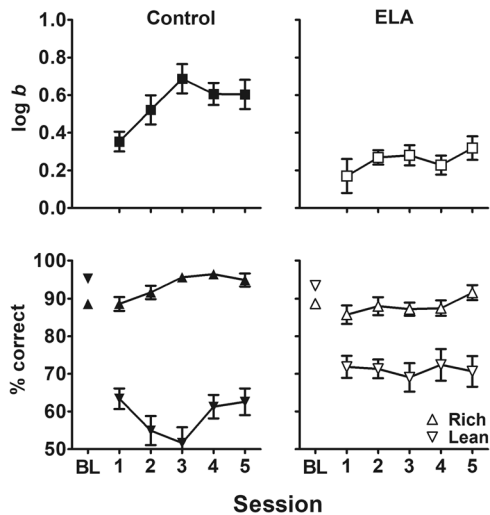 Control
ELA
log b
1.0
0.8
0.6
0.4
0.2
0.0
% correct
100
90
80
70
60
50
Rich
Lean
BL 1 2 3 4 5
BL 1 2 3 4 5
Session